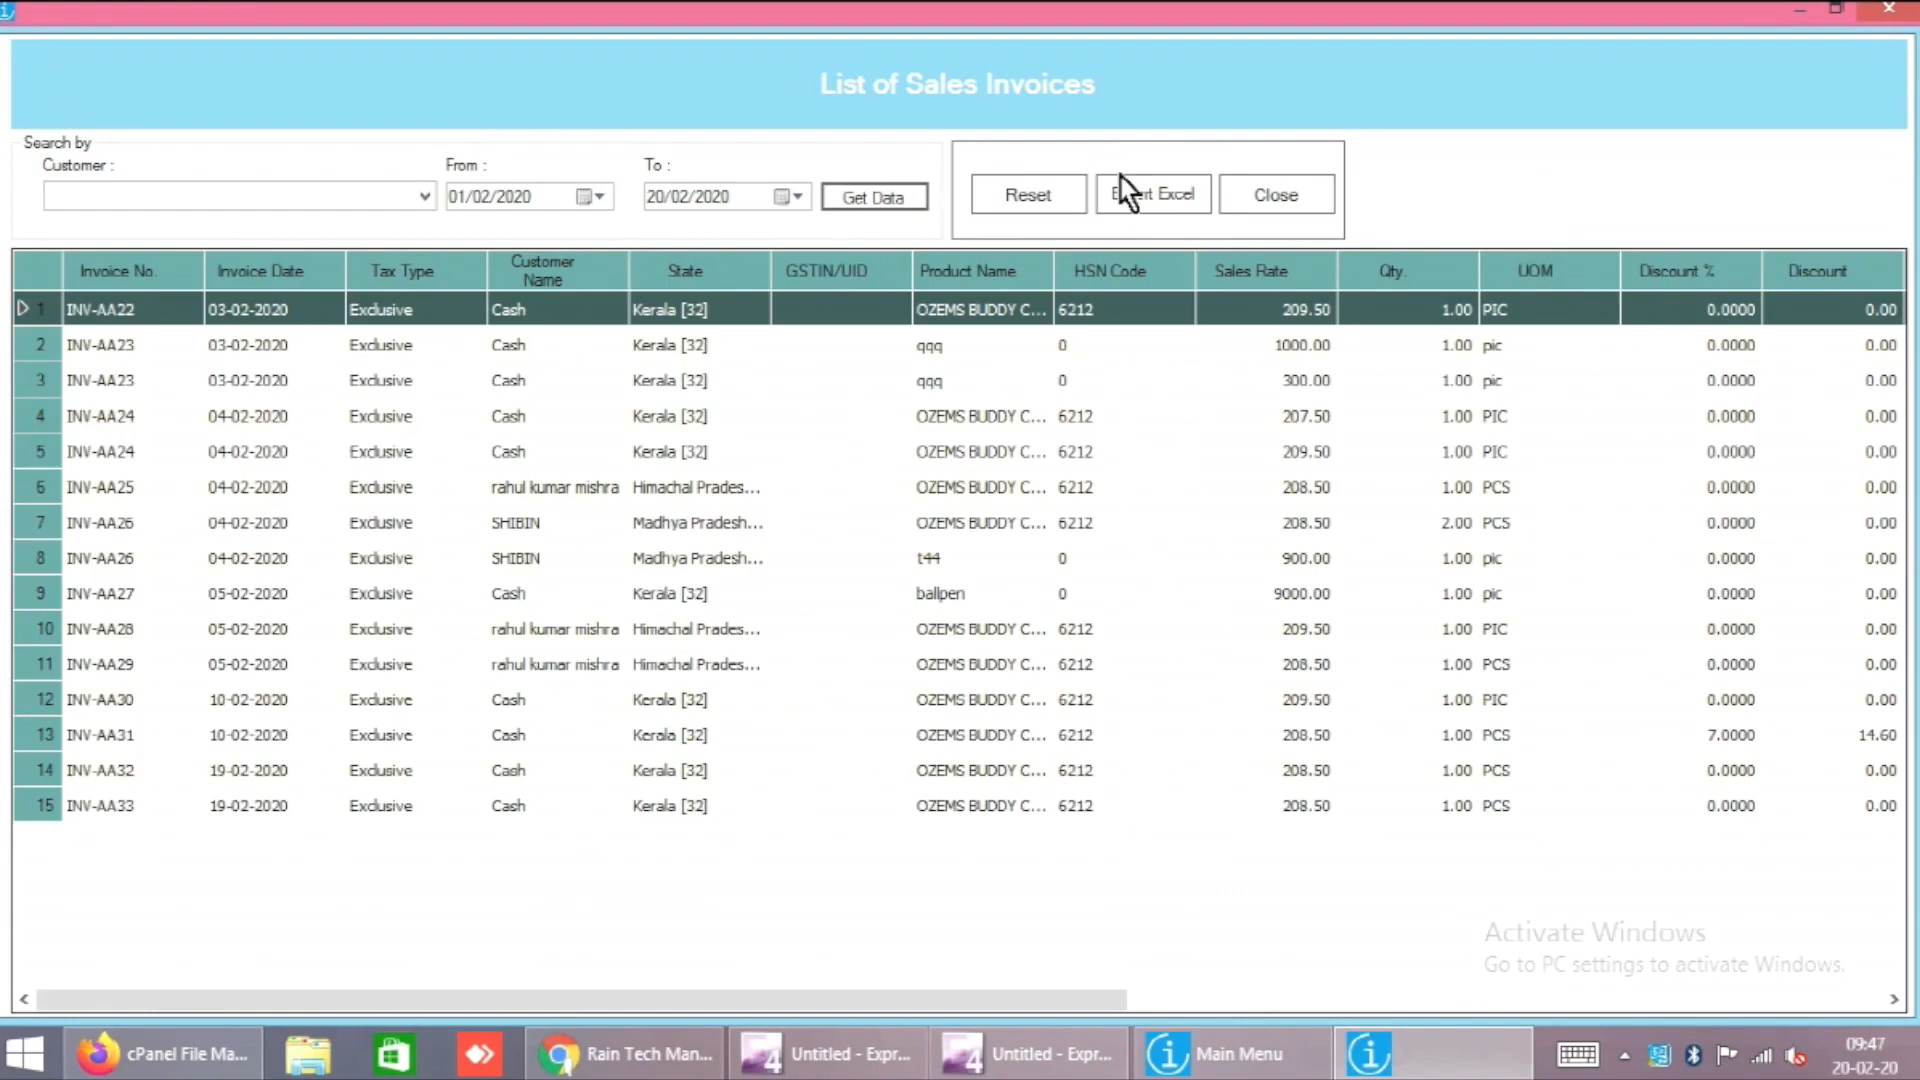 List of Sales Invoices
Search by
Customer :
From :
To :
01/02/2020
20/02/2020
Get Data
Reset
Excel
Close
Invoice No. Invoice Date Tax Type Customer Name State GSTIN/UID Product Name HSN Code Sales Rate Qty. UOM Discount % Discount
1 INV-AA22 03-02-2020 Exclusive Cash Kerala [32] OZEMS BUDDY C... 6212 209.50 1.00 PIC 0.0000 0.00
2 INV-AA23 03-02-2020 Exclusive Cash Kerala [32] qqq 0 1000.00 1.00 pic 0.0000 0.00
3 INV-AA23 03-02-2020 Exclusive Cash Kerala [32] qqq 0 300.00 1.00 pic 0.0000 0.00
4 INV-AA24 04-02-2020 Exclusive Cash Kerala [32] OZEMS BUDDY C... 6212 207.50 1.00 PIC 0.0000 0.00
5 INV-AA24 04-02-2020 Exclusive Cash Kerala [32] OZEMS BUDDY C... 6212 209.50 1.00 PIC 0.0000 0.00
6 INV-AA25 04-02-2020 Exclusive rahul kumar mishra Himachal Prades... OZEMS BUDDY C... 6212 208.50 1.00 PCS 0.0000 0.00
7 INV-AA26 04-02-2020 Exclusive SHIBIN Madhya Pradesh... OZEMS BUDDY C... 6212 208.50 2.00 PCS 0.0000 0.00
8 INV-AA26 04-02-2020 Exclusive SHIBIN Madhya Pradesh... t44 0 900.00 1.00 pic 0.0000 0.00
9 INV-AA27 05-02-2020 Exclusive Cash Kerala [32] ballpen 0 9000.00 1.00 pic 0.0000 0.00
10 INV-AA28 05-02-2020 Exclusive rahul kumar mishra Himachal Prades... OZEMS BUDDY C... 6212 209.50 1.00 PIC 0.0000 0.00
11 INV-AA29 05-02-2020 Exclusive rahul kumar mishra Himachal Prades... OZEMS BUDDY C... 6212 208.50 1.00 PCS 0.0000 0.00
12 INV-AA30 10-02-2020 Exclusive Cash Kerala [32] OZEMS BUDDY C... 6212 209.50 1.00 PIC 0.0000 0.00
13 INV-AA31 10-02-2020 Exclusive Cash Kerala [32] OZEMS BUDDY C... 6212 208.50 1.00 PCS 7.0000 14.60
14 INV-AA32 19-02-2020 Exclusive Cash Kerala [32] OZEMS BUDDY C... 6212 208.50 1.00 PCS 0.0000 0.00
15 INV-AA33 19-02-2020 Exclusive Cash Kerala [32] OZEMS BUDDY C... 6212 208.50 1.00 PCS 0.0000 0.00
Activate Windows
Go to PC settings to activate Windows.
cPanel File Ma...
Rain Tech Man...
4 Untitled - Expr...
4 Untitled - Expr...
Main Menu
09:47
20-02-20